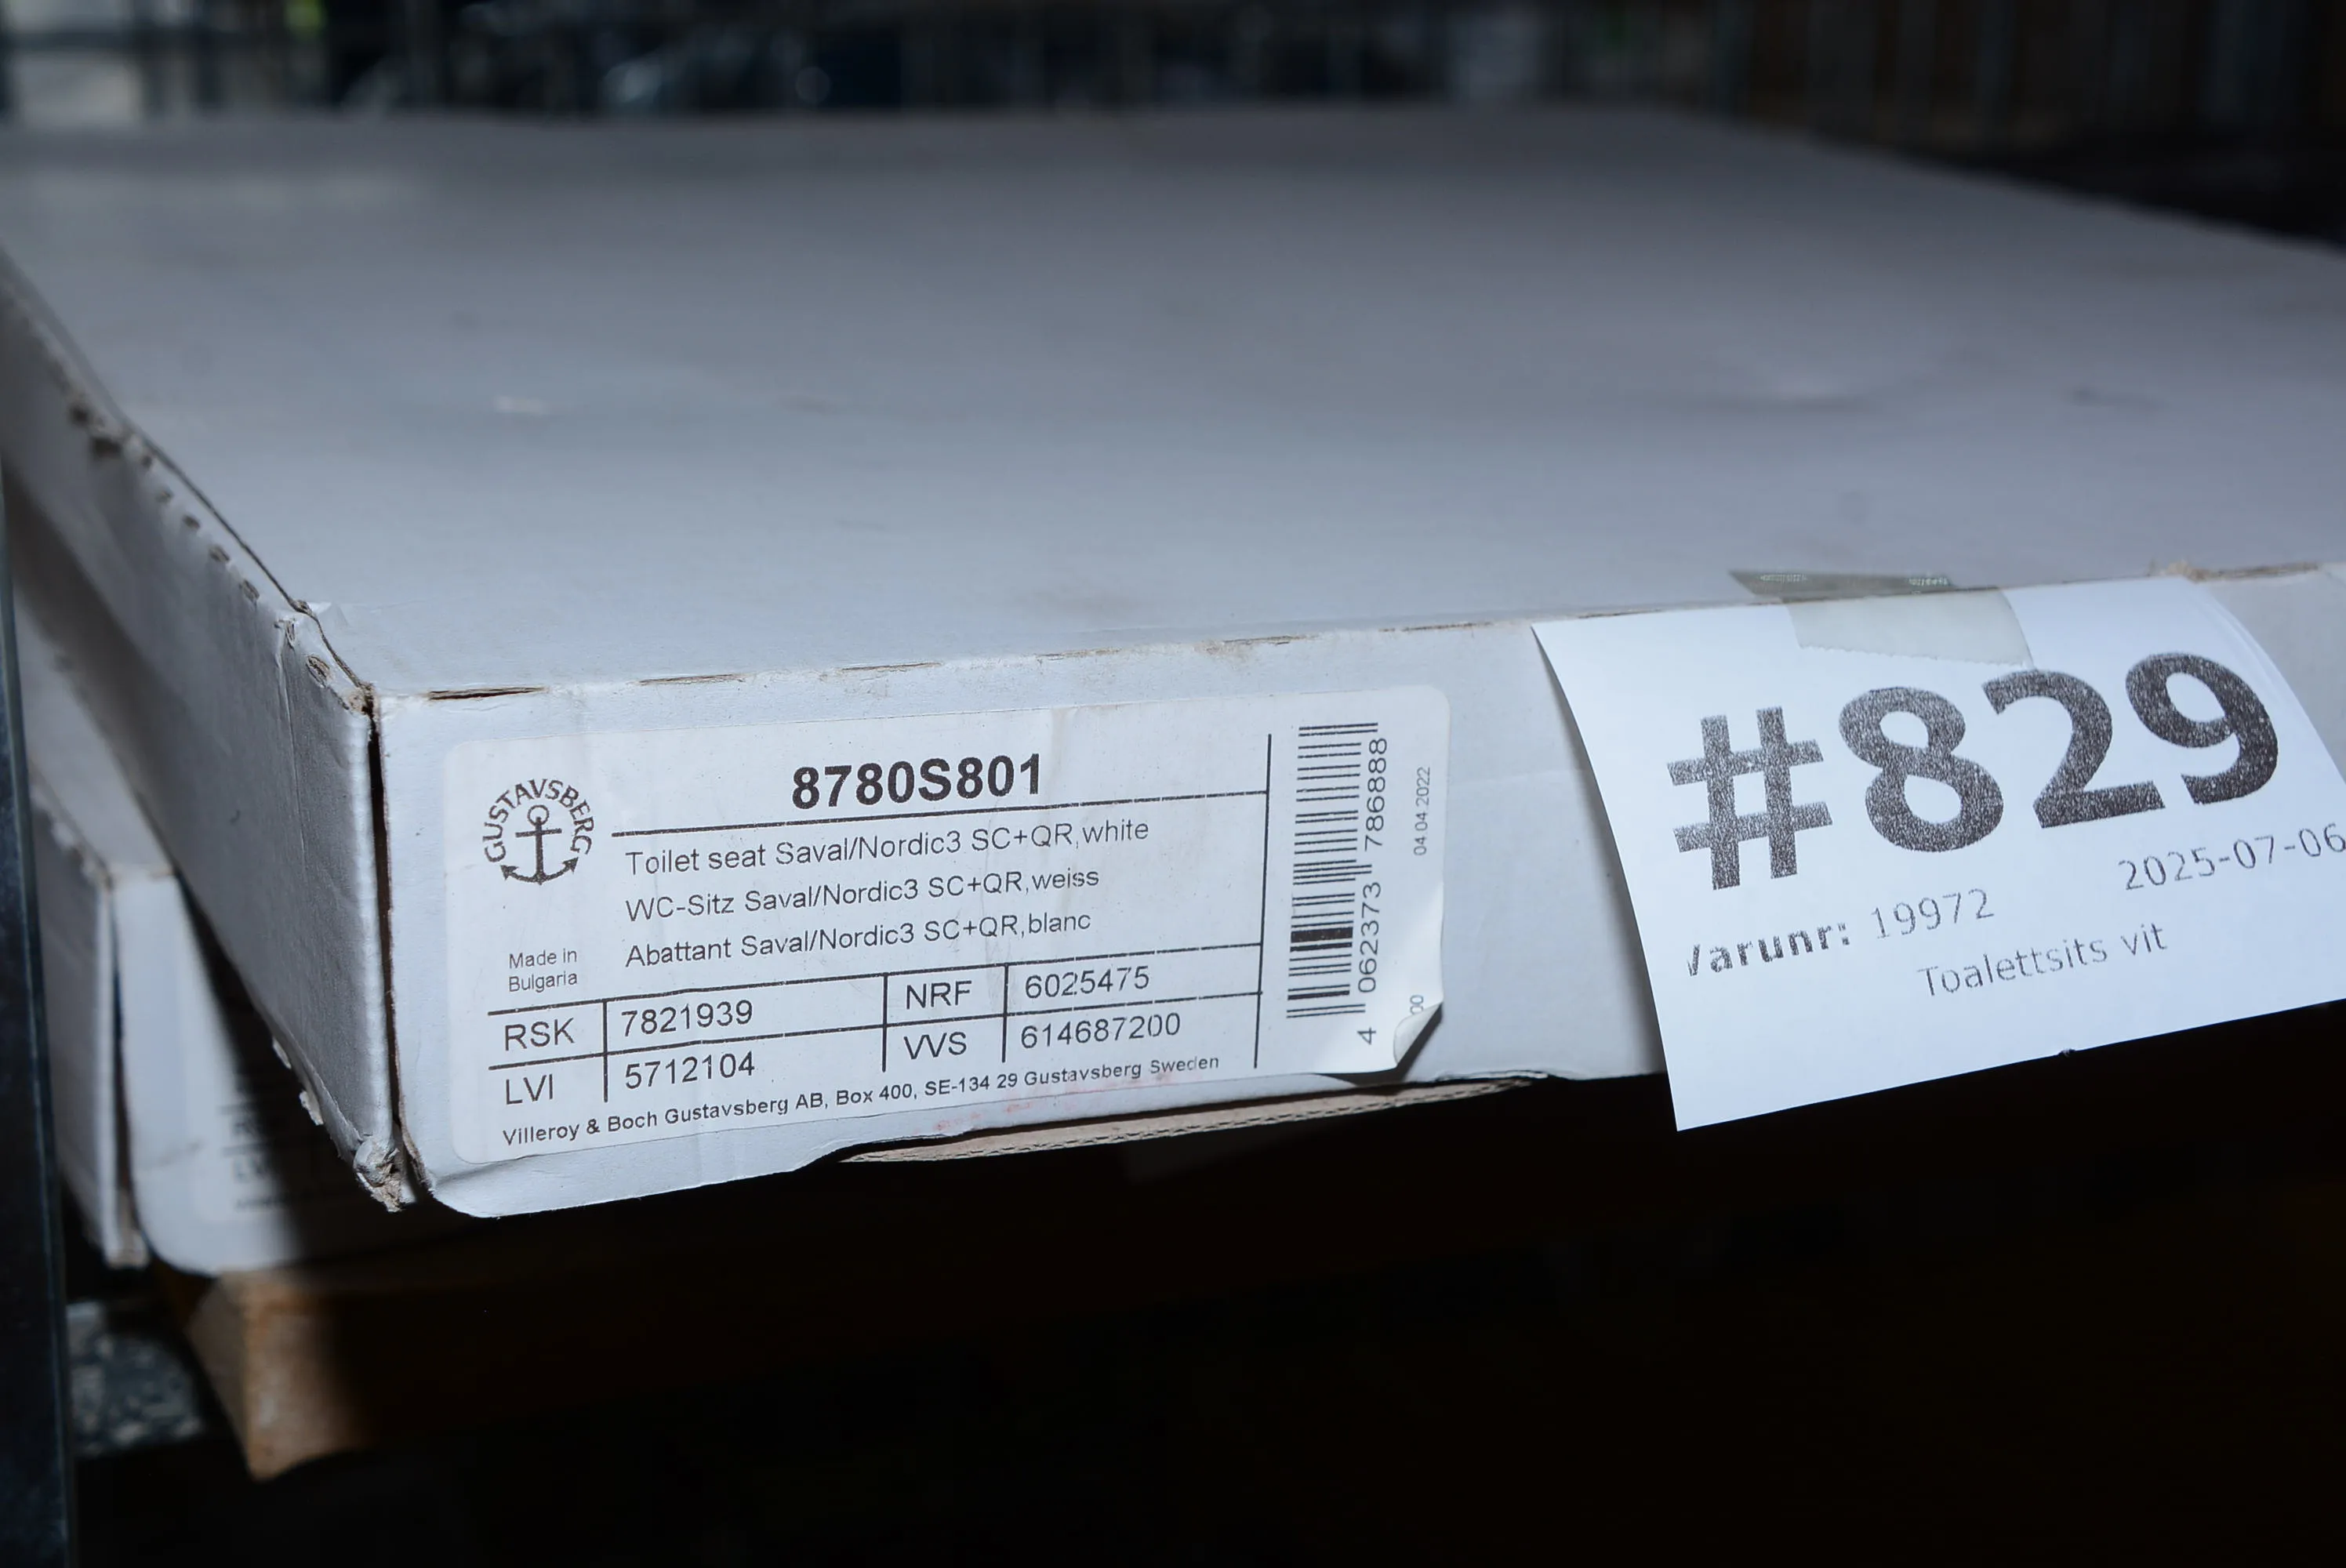 GUSTAVSBERG
8780S801
Toilet seat Saval/Nordic3 SC+QR,white
WC-Sitz Saval/Nordic3 SC+QR,weiss
Abattant Saval/Nordic3 SC+QR,blanc
Made in
Bulgaria
RSK 7821939 NRF 6025475
LVI 5712104 VVS 614687200
Villeroy & Boch Gustavsberg AB, Box 400, SE-134 29 Gustavsberg Sweden
4 062373 786888
04 04 2022
00
#829
2025-07-06
Varunr: 19972
Toalettsits vit